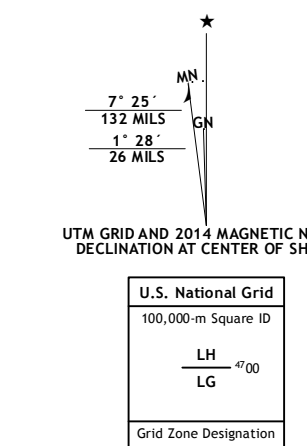 ★
MN
7° 25´
132 MILS
GN
1° 28´
26 MILS
UTM GRID AND 2014 MAGNETIC N
DECLINATION AT CENTER OF SH
U.S. National Grid
100,000-m Square ID
LH
4700
LG
Grid Zone Designation